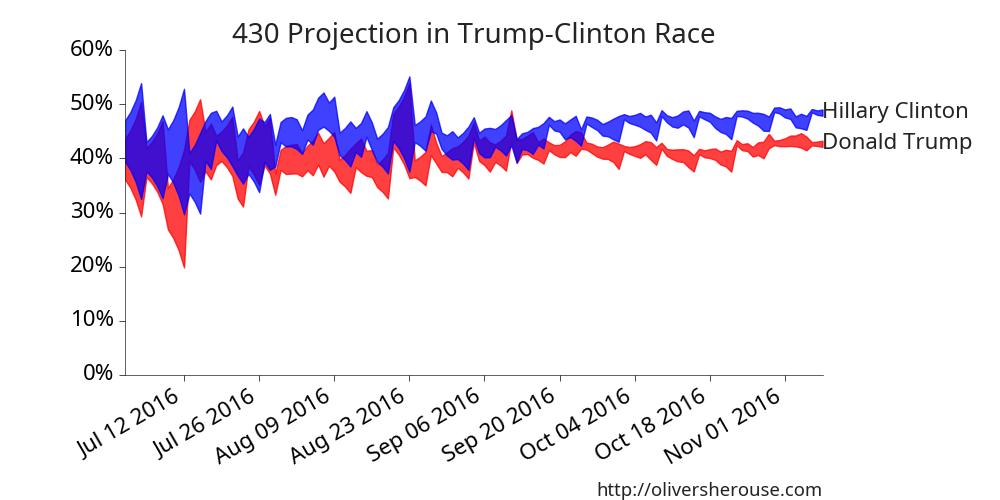 430 Projection in Trump-Clinton Race
60%
50%
40%
30%
20%
10%
0%
Hillary Clinton
Donald Trump
Jul 12 2016
Jul 26 2016
Aug 09 2016
Aug 23 2016
Sep 06 2016
Sep 20 2016
Oct 04 2016
Oct 18 2016
Nov 01 2016
http://oliversherouse.com